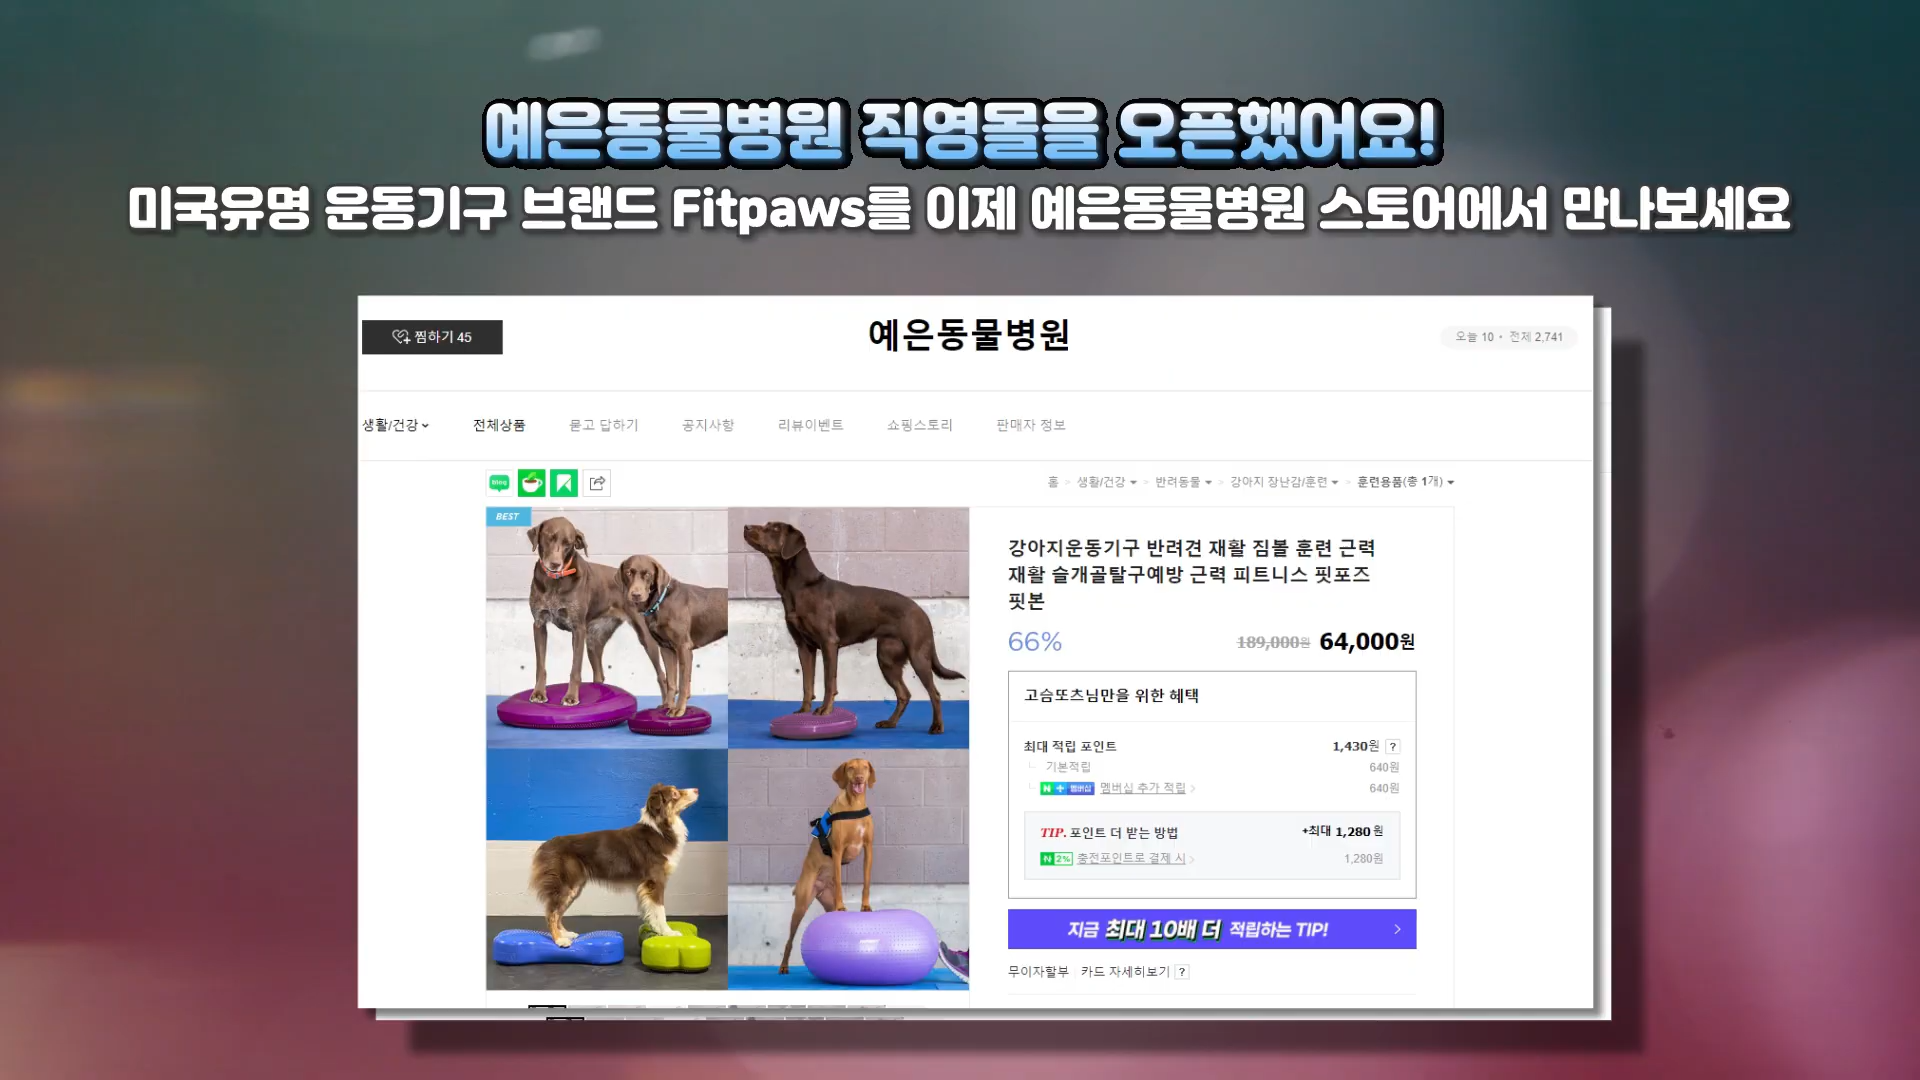 예은동물병원 직영몰을 오픈했어요!
미국유명 운동기구 브랜드 Fitpaws를 이제 예은동물병원 스토어에서 만나보세요
찜하기 45
예은동물병원
오늘 10 • 전체 2,741
생활/건강
전체상품
묻고 답하기
공지사항
리뷰이벤트
쇼핑스토리
판매자 정보
blog
홈 > 생활/건강 > 반려동물 > 강아지 장난감/훈련 > 훈련용품(총 1개)
BEST
강아지운동기구 반려견 재활 짐볼 훈련 근력
재활 슬개골탈구예방 근력 피트니스 핏포즈
핏본
66% 189,000원 64,000원
고슴또츠님만을 위한 혜택
최대 적립 포인트 1,430원 ?
기본적립 640원
N + 멤버십 멤버십 추가 적립 > 640원
TIP. 포인트 더 받는 방법 +최대 1,280원
N 2% 충전포인트로 결제 시 > 1,280원
지금 최대 10배 더 적립하는 TIP! >
무이자할부 카드 자세히보기 ?